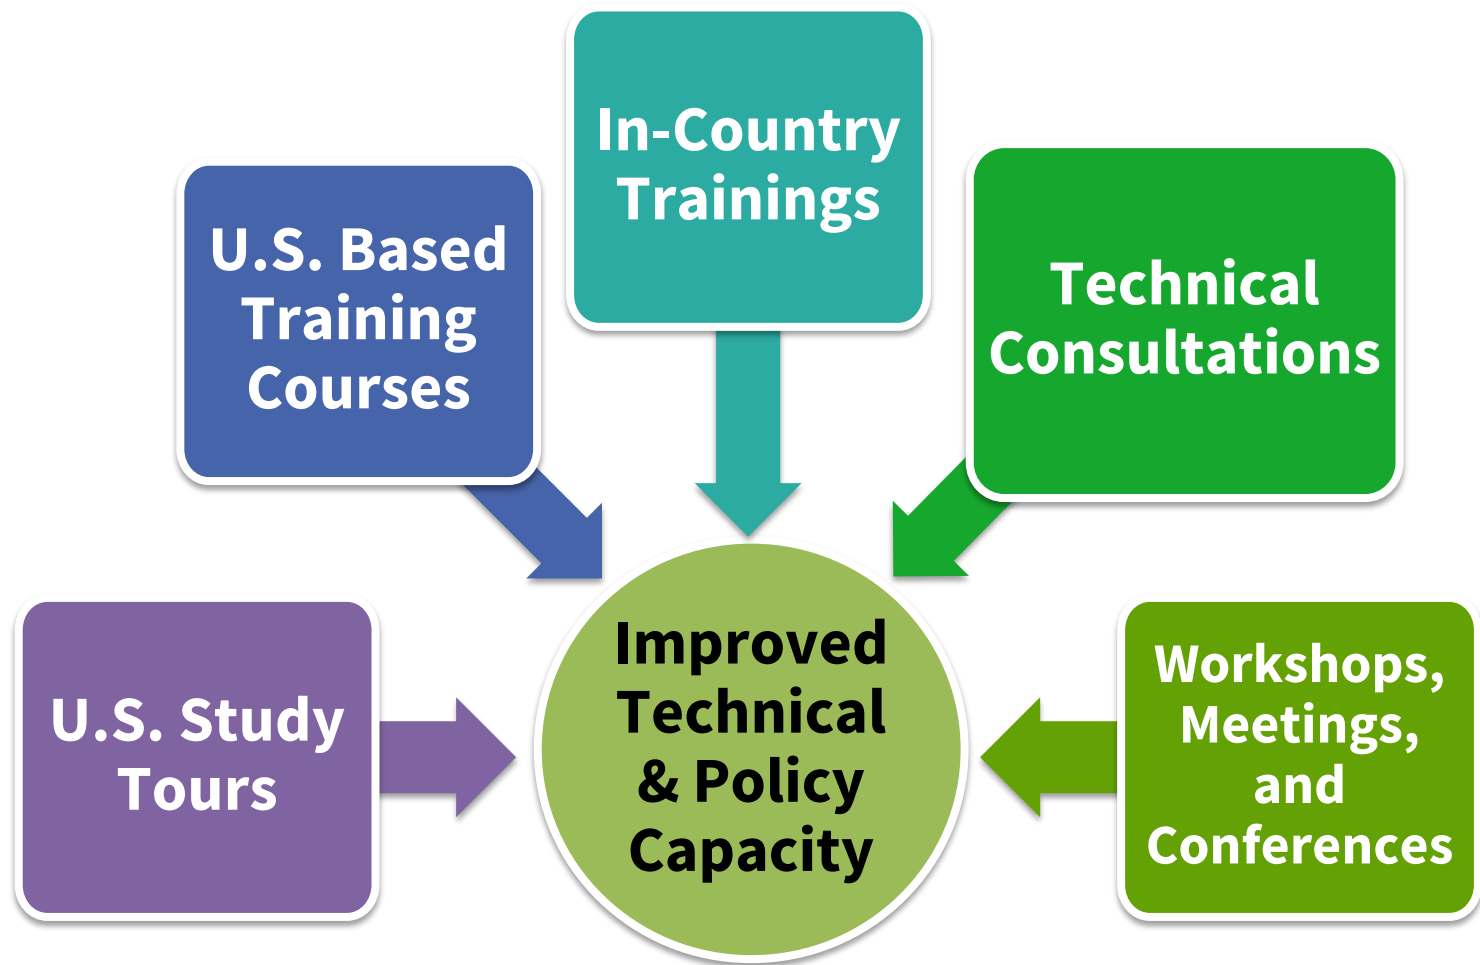 In-Country
Trainings
U.S. Based
Training
Courses
Technical
Consultations
U.S. Study
Tours
Improved
Technical
& Policy
Capacity
Workshops,
Meetings,
and
Conferences